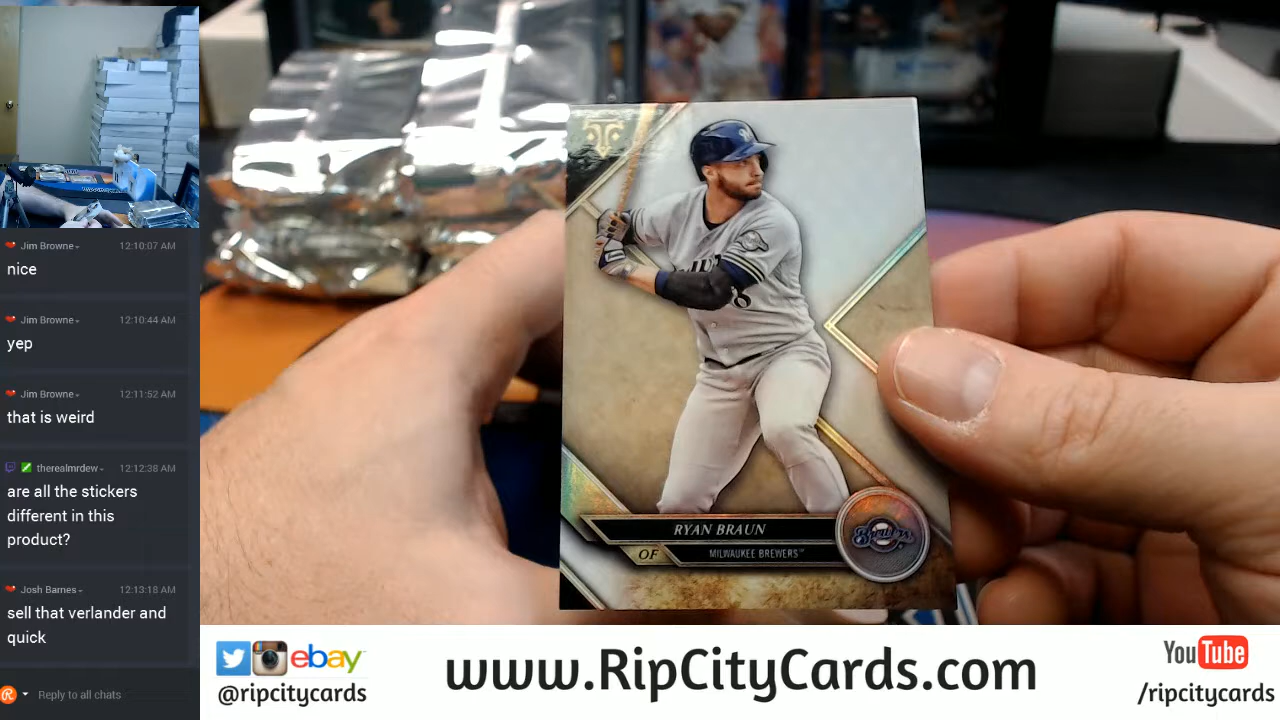 Jim Browne 12:10:07 AM
nice
Jim Browne 12:10:44 AM
yep
Jim Browne 12:11:52 AM
that is weird
therealmrdew 12:12:38 AM
are all the stickers
different in this
product?
Josh Barnes 12:13:18 AM
sell that verlander and
quick
Reply to all chats
RYAN BRAUN
OF MILWAUKEE BREWERS™
Brewers
ebay
@ripcitycards
www.RipCityCards.com
YouTube
/ripcitycards